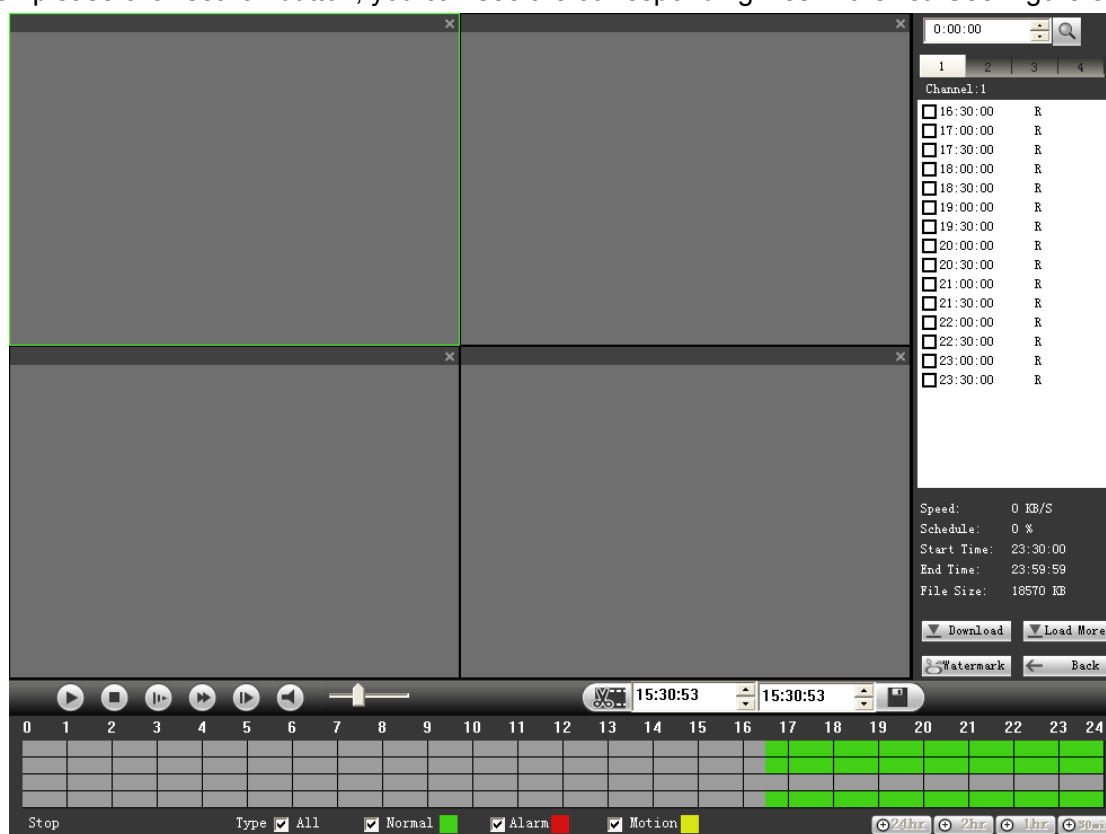 0:00:00
1 2 3 4
Channel:1
16:30:00 R
17:00:00 R
17:30:00 R
18:00:00 R
18:30:00 R
19:00:00 R
19:30:00 R
20:00:00 R
20:30:00 R
21:00:00 R
21:30:00 R
22:00:00 R
22:30:00 R
23:00:00 R
23:30:00 R
Speed: 0 KB/S
Schedule: 0 %
Start Time: 23:30:00
End Time: 23:59:59
File Size: 18570 KB
Download Load More
Watermark Back
15:30:53 15:30:53
0 1 2 3 4 5 6 7 8 9 10 11 12 13 14 15 16 17 18 19 20 21 22 23 24
Stop Type All Normal Alarm Motion 24hr 2hr 1hr 30min